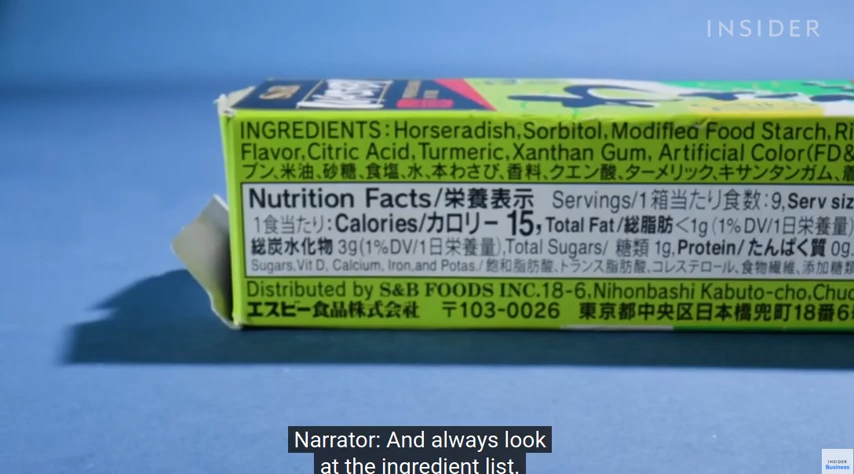 INSIDER
INGREDIENTS: Horseradish, Sorbitol, Modified Food Starch, Ri
Flavor, Citric Acid, Turmeric, Xanthan Gum, Artificial Color(FD&
プン、米油、砂糖、食塩、水、本わさび、香料、クエン酸、ターメリック、キサンタンガム、着
Nutrition Facts/栄養表示 Servings/1箱当たり食数:9, Serv siz
1食当たり: Calories/カロリー 15, Total Fat/総脂肪<1g (1%DV/1日栄養量)
総炭水化物 3g(1%DV/1日栄養量), Total Sugars/ 糖類 1g, Protein/ たんぱく質 0g.
Sugars, Vit D, Calcium, Iron, and Potas./ 飽和脂肪酸、トランス脂肪酸、コレステロール、食物繊維、添加糖類
Distributed by S&B FOODS INC. 18-6, Nihonbashi Kabuto-cho, Chuo
エスビー食品株式会社 〒103-0026 東京都中央区日本橋兜町18番6
Narrator: And always look
at the ingredient list.
INSIDER
Business